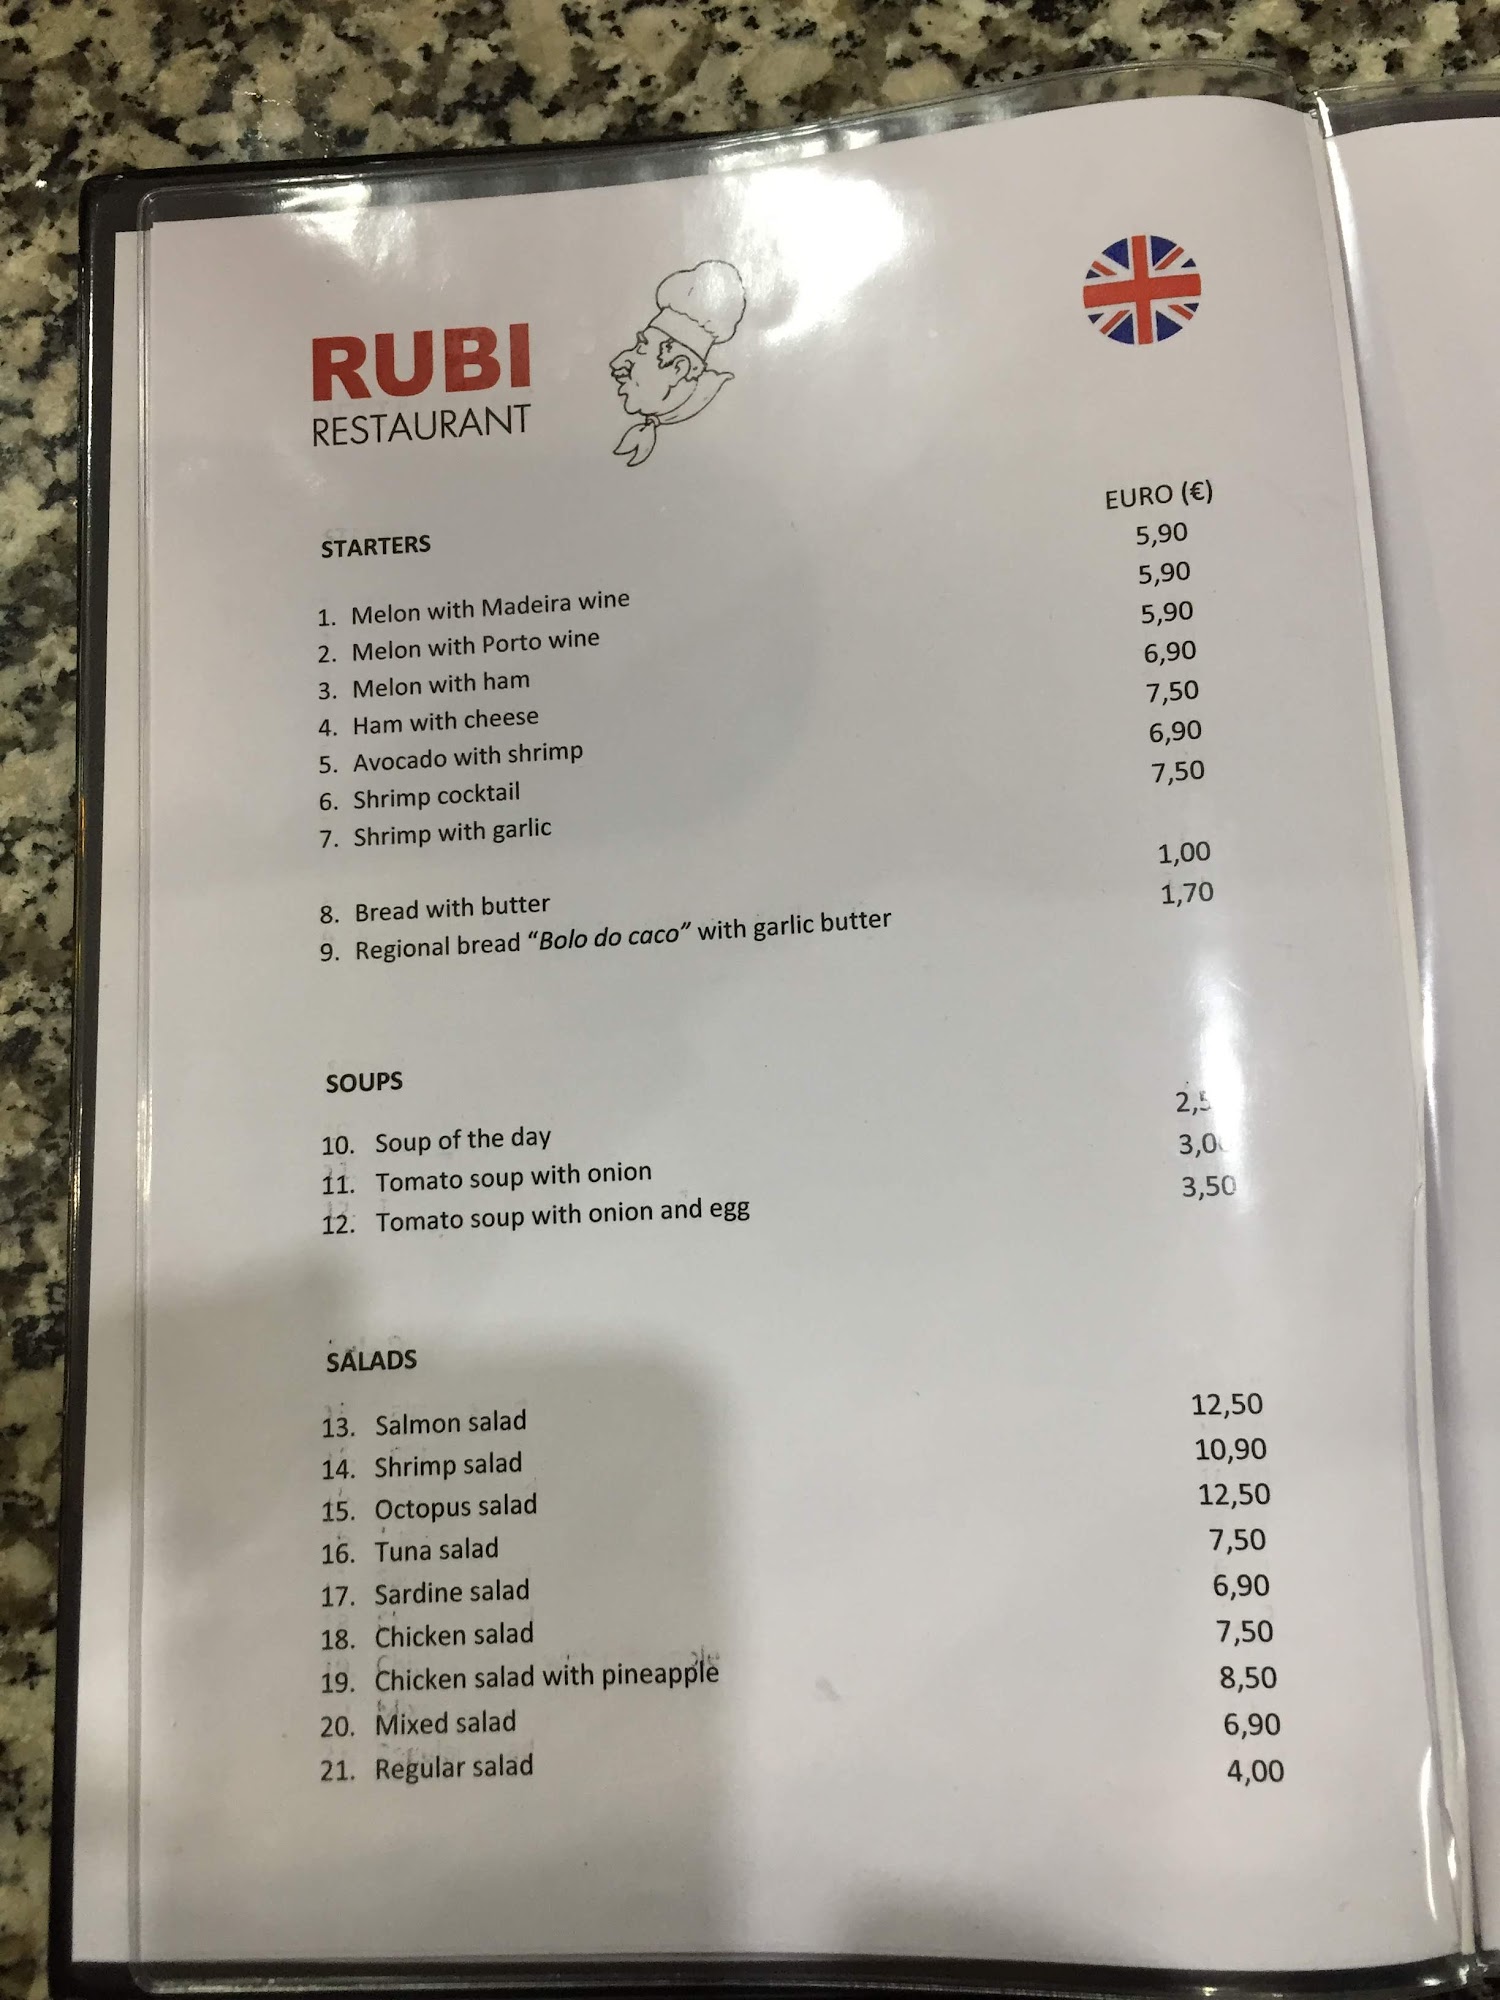 RUBI
RESTAURANT
EURO (€)
STARTERS
1. Melon with Madeira wine 5,90
2. Melon with Porto wine 5,90
3. Melon with ham 5,90
4. Ham with cheese 6,90
5. Avocado with shrimp 7,50
6. Shrimp cocktail 6,90
7. Shrimp with garlic 7,50
8. Bread with butter 1,00
9. Regional bread “Bolo do caco” with garlic butter 1,70
SOUPS
10. Soup of the day
11. Tomato soup with onion 3,00
12. Tomato soup with onion and egg 3,50
SALADS
13. Salmon salad 12,50
14. Shrimp salad 10,90
15. Octopus salad 12,50
16. Tuna salad 7,50
17. Sardine salad 6,90
18. Chicken salad 7,50
19. Chicken salad with pineapple 8,50
20. Mixed salad 6,90
21. Regular salad 4,00